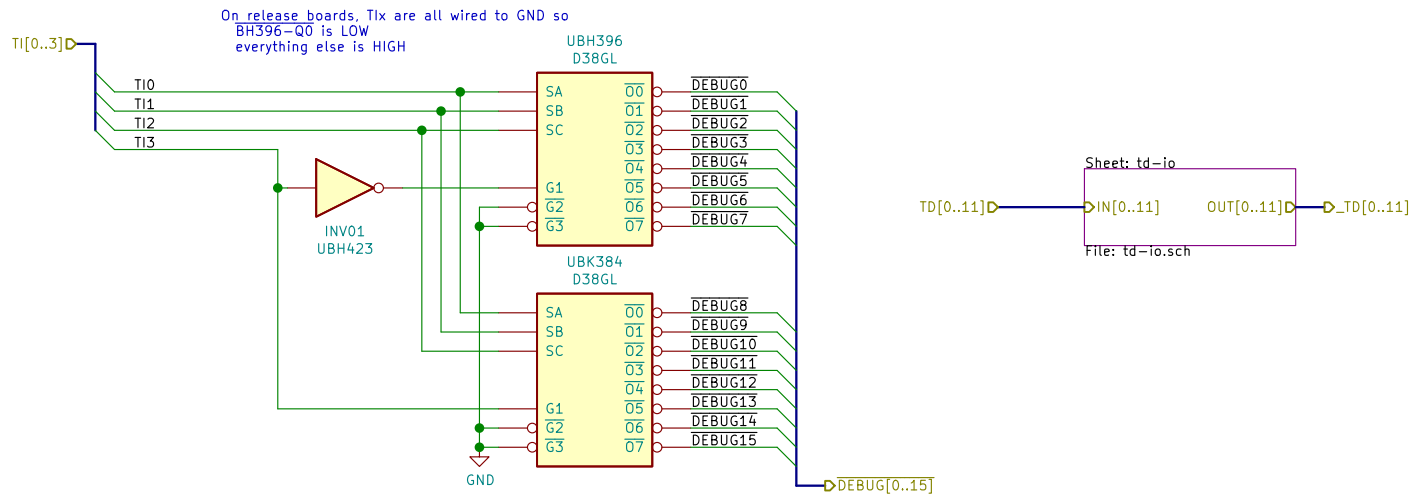 On release boards, TIx are all wired to GND so
BH396-Q0 is LOW
everything else is HIGH
TI[0..3]
TI0
TI1
TI2
TI3
INV01
UBH423
UBH396
D38GL
SA
SB
SC
G1
G2
G3
O0
O1
O2
O3
O4
O5
O6
O7
DEBUG0
DEBUG1
DEBUG2
DEBUG3
DEBUG4
DEBUG5
DEBUG6
DEBUG7
UBK384
D38GL
SA
SB
SC
G1
G2
G3
O0
O1
O2
O3
O4
O5
O6
O7
DEBUG8
DEBUG9
DEBUG10
DEBUG11
DEBUG12
DEBUG13
DEBUG14
DEBUG15
GND
DEBUG[0..15]
Sheet: td-io
TD[0..11]
IN[0..11]
OUT[0..11]
_TD[0..11]
File: td-io.sch